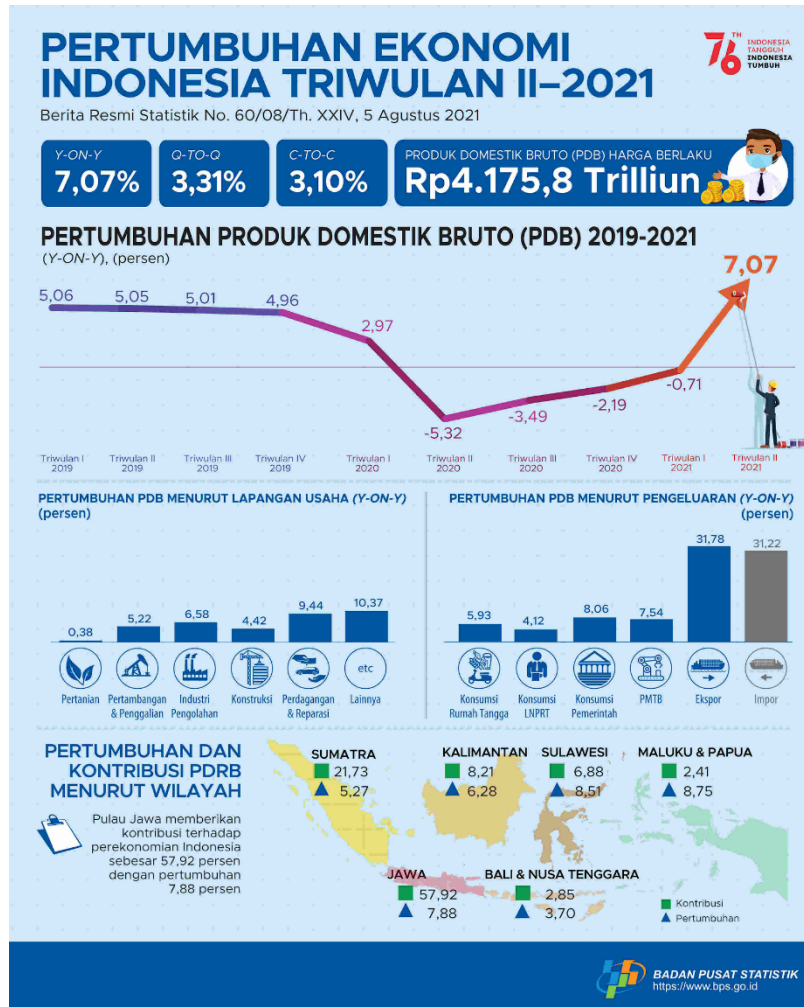 PERTUMBUHAN EKONOMI
INDONESIA TRIWULAN II–2021
Berita Resmi Statistik No. 60/08/Th. XXIV, 5 Agustus 2021
76TH
INDONESIA
TANGGUH
INDONESIA
TUMBUH
Y-ON-Y
7,07%
Q-TO-Q
3,31%
C-TO-C
3,10%
PRODUK DOMESTIK BRUTO (PDB) HARGA BERLAKU
Rp4.175,8 Trilliun
PERTUMBUHAN PRODUK DOMESTIK BRUTO (PDB) 2019-2021
(Y-ON-Y), (persen)
5,06
5,05
5,01
4,96
2,97
-5,32
-3,49
-2,19
-0,71
7,07
Triwulan I
2019
Triwulan II
2019
Triwulan III
2019
Triwulan IV
2019
Triwulan I
2020
Triwulan II
2020
Triwulan III
2020
Triwulan IV
2020
Triwulan I
2021
Triwulan II
2021
PERTUMBUHAN PDB MENURUT LAPANGAN USAHA (Y-ON-Y)
(persen)
0,38
5,22
6,58
4,42
9,44
10,37
etc
Pertanian
Pertambangan
& Penggalian
Industri
Pengolahan
Konstruksi
Perdagangan
& Reparasi
Lainnya
PERTUMBUHAN PDB MENURUT PENGELUARAN (Y-ON-Y)
(persen)
5,93
4,12
8,06
7,54
31,78
31,22
Konsumsi
Rumah Tangga
Konsumsi
LNPRT
Konsumsi
Pemerintah
PMTB
Ekspor
Impor
PERTUMBUHAN DAN
KONTRIBUSI PDRB
MENURUT WILAYAH
Pulau Jawa memberikan
kontribusi terhadap
perekonomian Indonesia
sebesar 57,92 persen
dengan pertumbuhan
7,88 persen
SUMATRA
21,73
5,27
KALIMANTAN
8,21
6,28
SULAWESI
6,88
8,51
MALUKU & PAPUA
2,41
8,75
JAWA
57,92
7,88
BALI & NUSA TENGGARA
2,85
3,70
Kontribusi
Pertumbuhan
BADAN PUSAT STATISTIK
https://www.bps.go.id